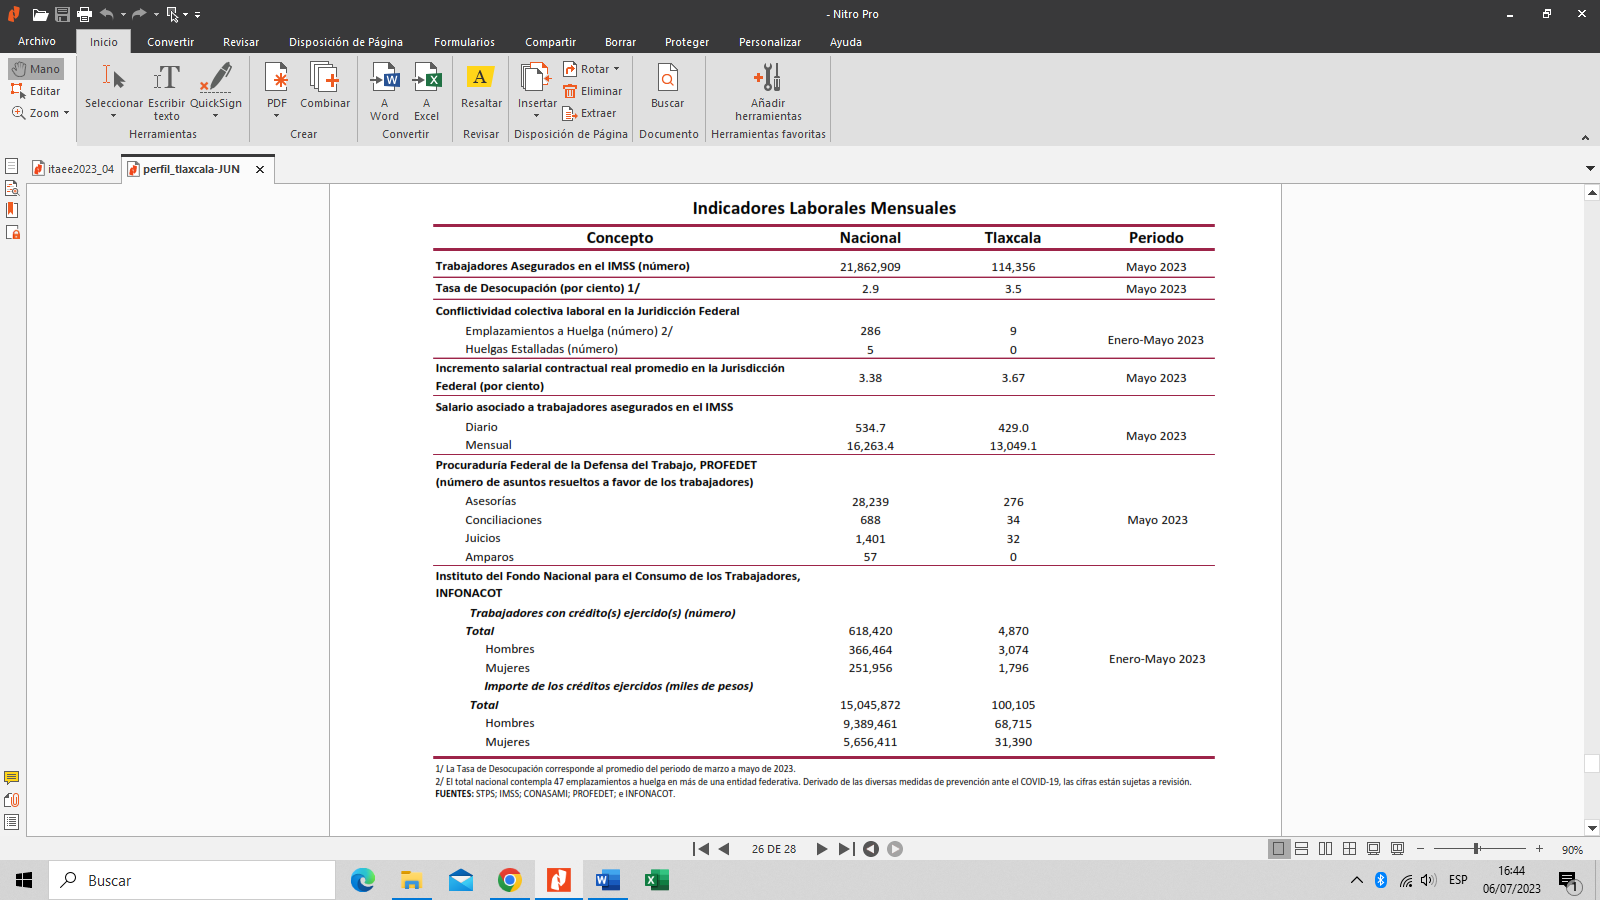 - Nitro Pro
Archivo Inicio Convertir Revisar Disposición de Página Formularios Compartir Borrar Proteger Personalizar Ayuda
Mano
Editar
Zoom
Seleccionar
Escribir texto
QuickSign
Herramientas
PDF
Combinar
Crear
A Word
A Excel
Convertir
Resaltar
Revisar
Insertar
Rotar
Eliminar
Extraer
Disposición de Página
Buscar
Documento
Añadir herramientas
Herramientas favoritas
itaee2023_04 perfil_tlaxcala-JUN
Indicadores Laborales Mensuales
Concepto Nacional Tlaxcala Periodo
Trabajadores Asegurados en el IMSS (número) 21,862,909 114,356 Mayo 2023
Tasa de Desocupación (por ciento) 1/ 2.9 3.5 Mayo 2023
Conflictividad colectiva laboral en la Juridicción Federal
Emplazamientos a Huelga (número) 2/ 286 9
Enero-Mayo 2023
Huelgas Estalladas (número) 5 0
Incremento salarial contractual real promedio en la Jurisdicción
Federal (por ciento) 3.38 3.67 Mayo 2023
Salario asociado a trabajadores asegurados en el IMSS
Diario 534.7 429.0
Mayo 2023
Mensual 16,263.4 13,049.1
Procuraduría Federal de la Defensa del Trabajo, PROFEDET
(número de asuntos resueltos a favor de los trabajadores)
Asesorías 28,239 276
Conciliaciones 688 34 Mayo 2023
Juicios 1,401 32
Amparos 57 0
Instituto del Fondo Nacional para el Consumo de los Trabajadores,
INFONACOT
Trabajadores con crédito(s) ejercido(s) (número)
Total 618,420 4,870
Hombres 366,464 3,074
Enero-Mayo 2023
Mujeres 251,956 1,796
Importe de los créditos ejercidos (miles de pesos)
Total 15,045,872 100,105
Hombres 9,389,461 68,715
Mujeres 5,656,411 31,390
1/ La Tasa de Desocupación corresponde al promedio del periodo de marzo a mayo de 2023.
2/ El total nacional contempla 47 emplazamientos a huelga en más de una entidad federativa. Derivado de las diversas medidas de prevención ante el COVID-19, las cifras están sujetas a revisión.
FUENTES: STPS; IMSS; CONASAMI; PROFEDET; e INFONACOT.
26 DE 28
90%
Buscar
ESP
16:44
06/07/2023
1